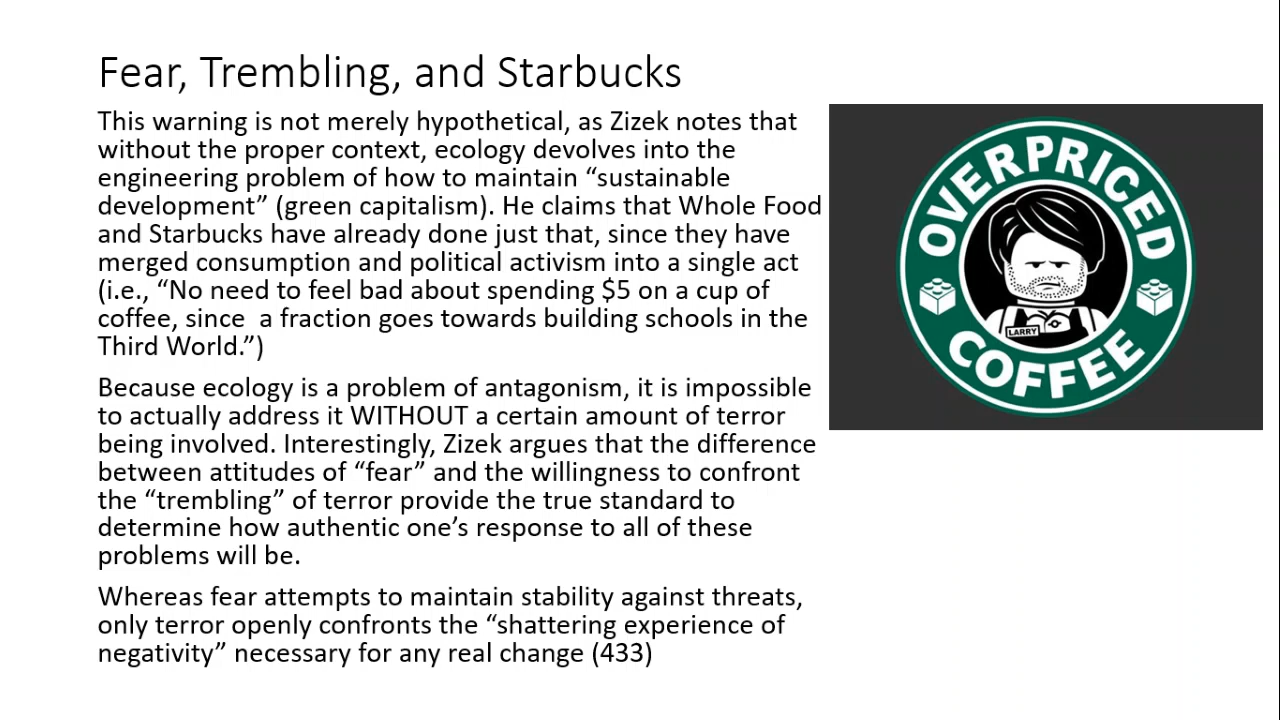 Fear, Trembling, and Starbucks
This warning is not merely hypothetical, as Zizek notes that
without the proper context, ecology devolves into the
engineering problem of how to maintain “sustainable
development” (green capitalism). He claims that Whole Food
and Starbucks have already done just that, since they have
merged consumption and political activism into a single act
(i.e., “No need to feel bad about spending $5 on a cup of
coffee, since  a fraction goes towards building schools in the
Third World.”)
Because ecology is a problem of antagonism, it is impossible
to actually address it WITHOUT a certain amount of terror
being involved. Interestingly, Zizek argues that the difference
between attitudes of “fear” and the willingness to confront
the “trembling” of terror provide the true standard to
determine how authentic one’s response to all of these
problems will be.
Whereas fear attempts to maintain stability against threats,
only terror openly confronts the “shattering experience of
negativity” necessary for any real change (433)
OVERPRICED
LARRY
COFFEE